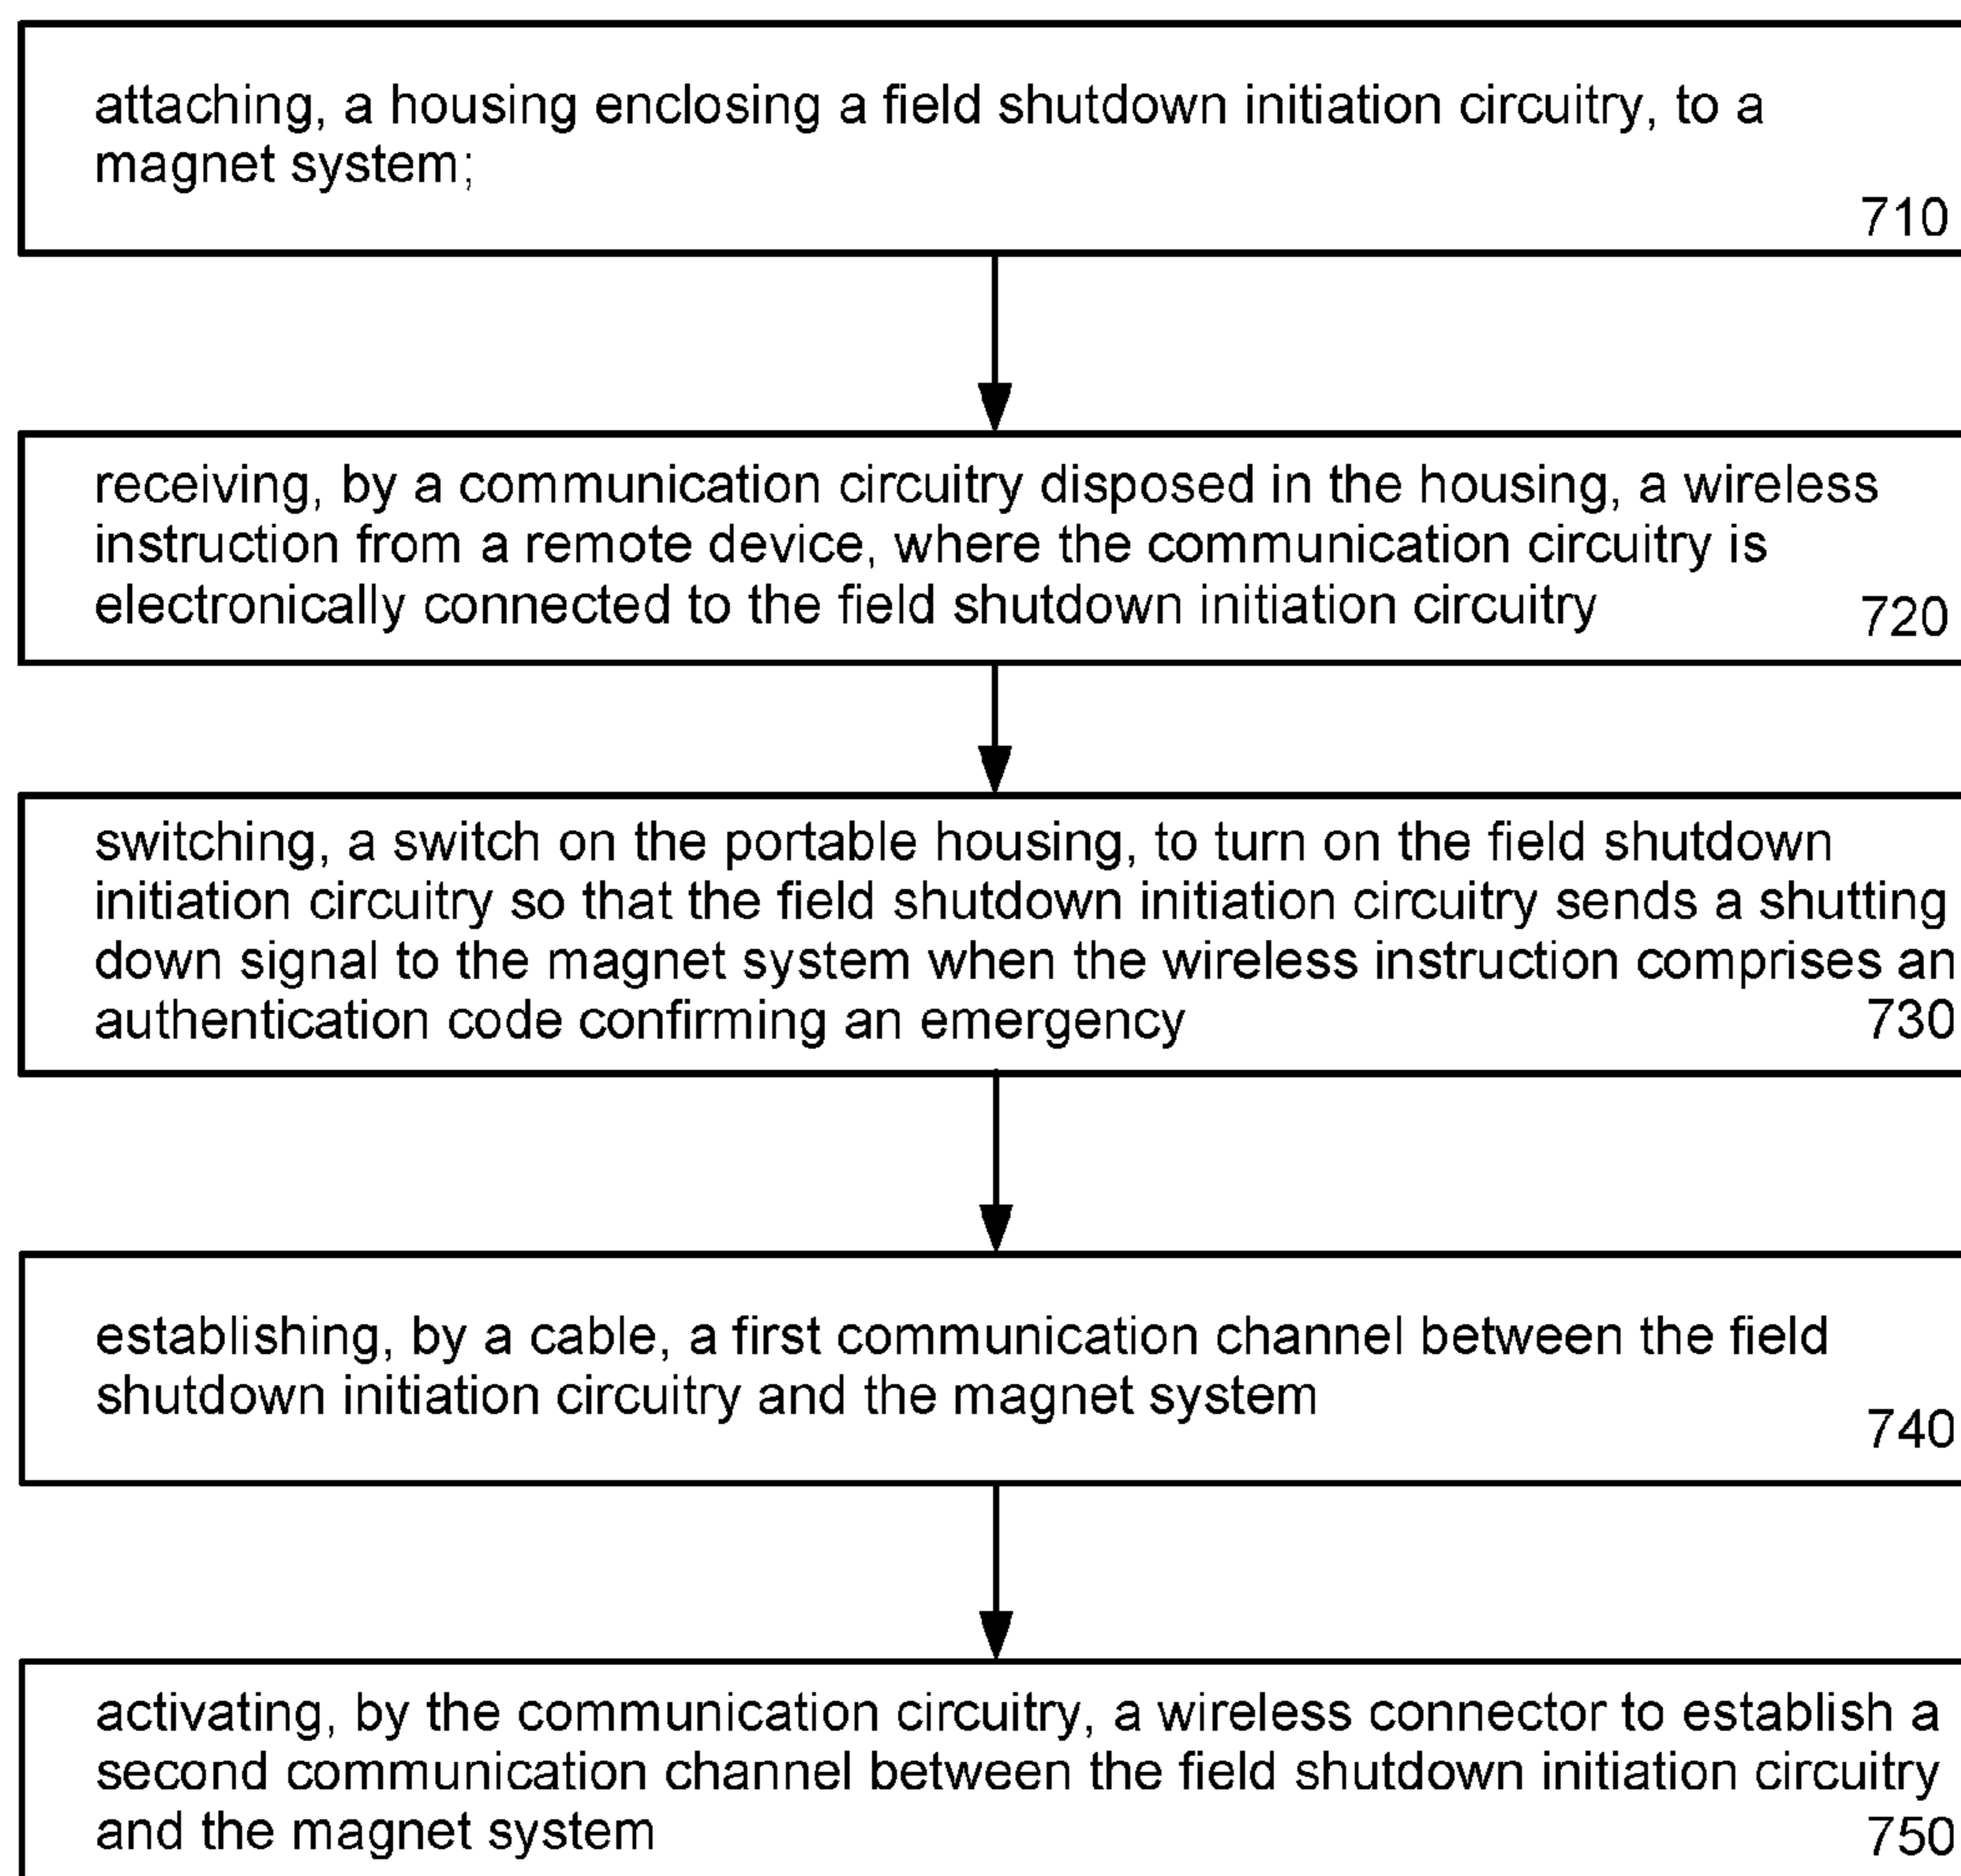 attaching, a housing enclosing a field shutdown initiation circuitry, to a
magnet system;
710
receiving, by a communication circuitry disposed in the housing, a wireless
instruction from a remote device, where the communication circuitry is
electronically connected to the field shutdown initiation circuitry
720
switching, a switch on the portable housing, to turn on the field shutdown
initiation circuitry so that the field shutdown initiation circuitry sends a shutting
down signal to the magnet system when the wireless instruction comprises an
authentication code confirming an emergency
730
establishing, by a cable, a first communication channel between the field
shutdown initiation circuitry and the magnet system
740
activating, by the communication circuitry, a wireless connector to establish a
second communication channel between the field shutdown initiation circuitry
and the magnet system
750